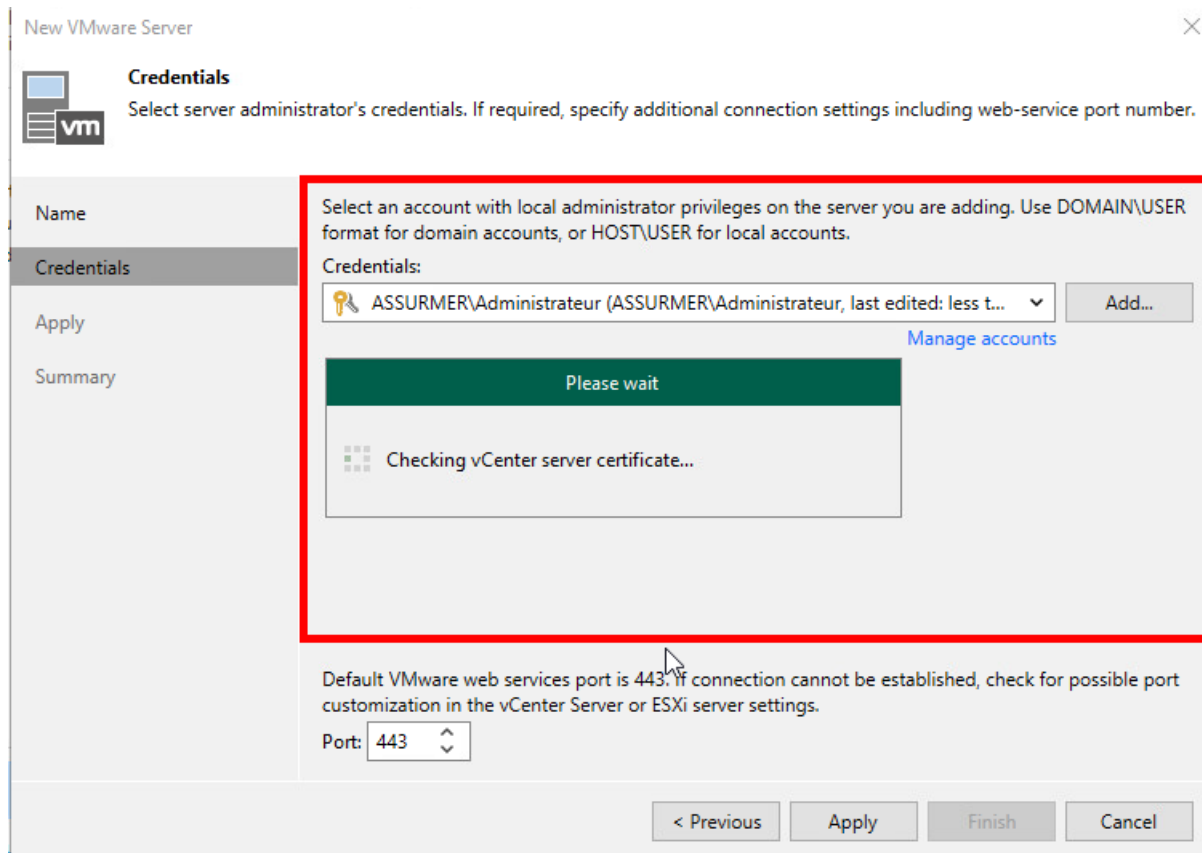 New VMware Server
Credentials
Select server administrator's credentials. If required, specify additional connection settings including web-service port number.
vm
Name
Credentials
Apply
Summary
Select an account with local administrator privileges on the server you are adding. Use DOMAIN\USER
format for domain accounts, or HOST\USER for local accounts.
Credentials:
ASSURMER\Administrateur (ASSURMER\Administrateur, last edited: less t...
Add...
Manage accounts
Please wait
Checking vCenter server certificate...
Default VMware web services port is 443. If connection cannot be established, check for possible port
customization in the vCenter Server or ESXi server settings.
Port: 443
< Previous
Apply
Finish
Cancel